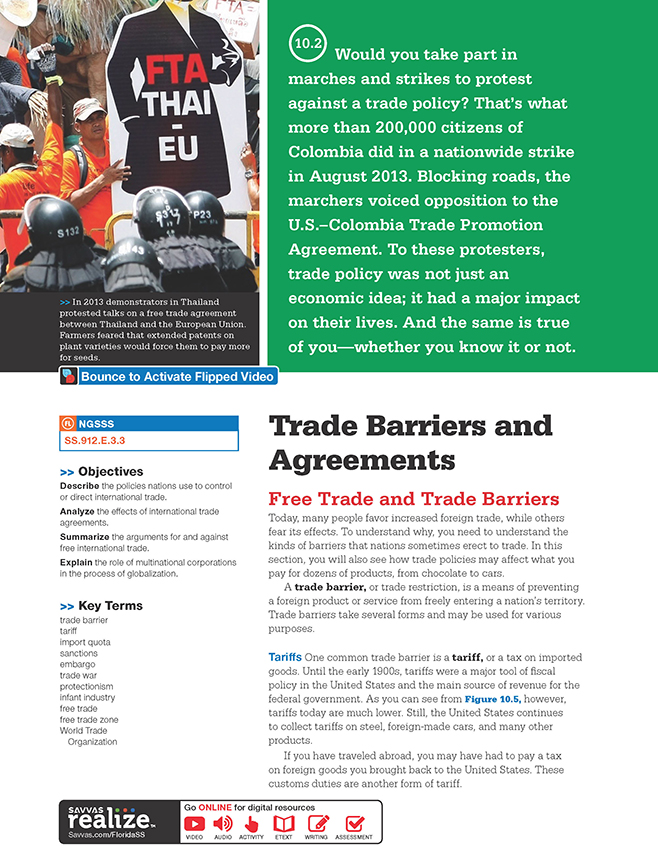 FTA =
THA
FTA
THAI
-
EU
S132
S43
P23
>> In 2013 demonstrators in Thailand
protested talks on a free trade agreement
between Thailand and the European Union.
Farmers feared that extended patents on
plant varieties would force them to pay more
for seeds.
Bounce to Activate Flipped Video
10.2 Would you take part in
marches and strikes to protest
against a trade policy? That's what
more than 200,000 citizens of
Colombia did in a nationwide strike
in August 2013. Blocking roads, the
marchers voiced opposition to the
U.S.–Colombia Trade Promotion
Agreement. To these protesters,
trade policy was not just an
economic idea; it had a major impact
on their lives. And the same is true
of you—whether you know it or not.
FL NGSSS
SS.912.E.3.3
>> Objectives
Describe the policies nations use to control
or direct international trade.
Analyze the effects of international trade
agreements.
Summarize the arguments for and against
free international trade.
Explain the role of multinational corporations
in the process of globalization.
>> Key Terms
trade barrier
tariff
import quota
sanctions
embargo
trade war
protectionism
infant industry
free trade
free trade zone
World Trade
Organization
Trade Barriers and
Agreements
Free Trade and Trade Barriers
Today, many people favor increased foreign trade, while others
fear its effects. To understand why, you need to understand the
kinds of barriers that nations sometimes erect to trade. In this
section, you will also see how trade policies may affect what you
pay for dozens of products, from chocolate to cars.
A trade barrier, or trade restriction, is a means of preventing
a foreign product or service from freely entering a nation's territory.
Trade barriers take several forms and may be used for various
purposes.
Tariffs One common trade barrier is a tariff, or a tax on imported
goods. Until the early 1900s, tariffs were a major tool of fiscal
policy in the United States and the main source of revenue for the
federal government. As you can see from Figure 10.5, however,
tariffs today are much lower. Still, the United States continues
to collect tariffs on steel, foreign-made cars, and many other
products.
If you have traveled abroad, you may have had to pay a tax
on foreign goods you brought back to the United States. These
customs duties are another form of tariff.
SAVVAS
realize™
Savvas.com/FloridaSS
Go ONLINE for digital resources
VIDEO AUDIO ACTIVITY ETEXT WRITING ASSESSMENT